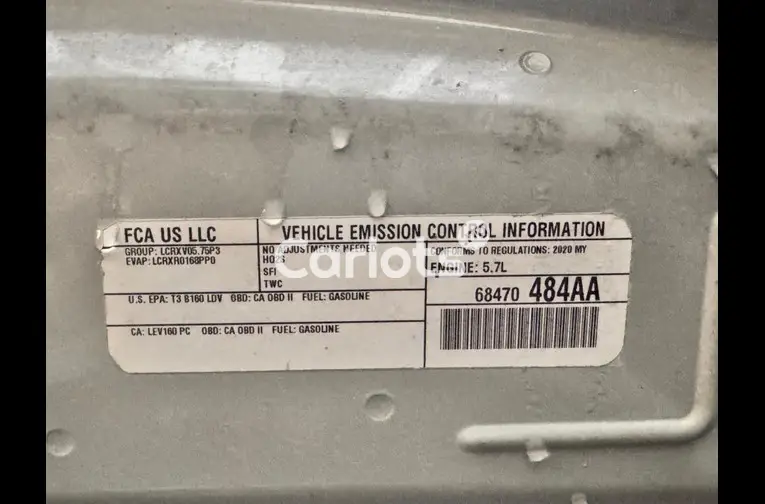 FCA US LLC
GROUP: LCRXV05.75P3
EVAP: LCRXR0168PP0
VEHICLE EMISSION CONTROL INFORMATION
NO ADJUSTMENTS NEEDED
HO2S
SFI
TWC
CONFORMS TO REGULATIONS: 2020 MY
ENGINE: 5.7L
U.S. EPA: T3 B160 LDV OBD: CA OBD II FUEL: GASOLINE
CA: LEV160 PC OBD: CA OBD II FUEL: GASOLINE
68470 484AA
Cariote